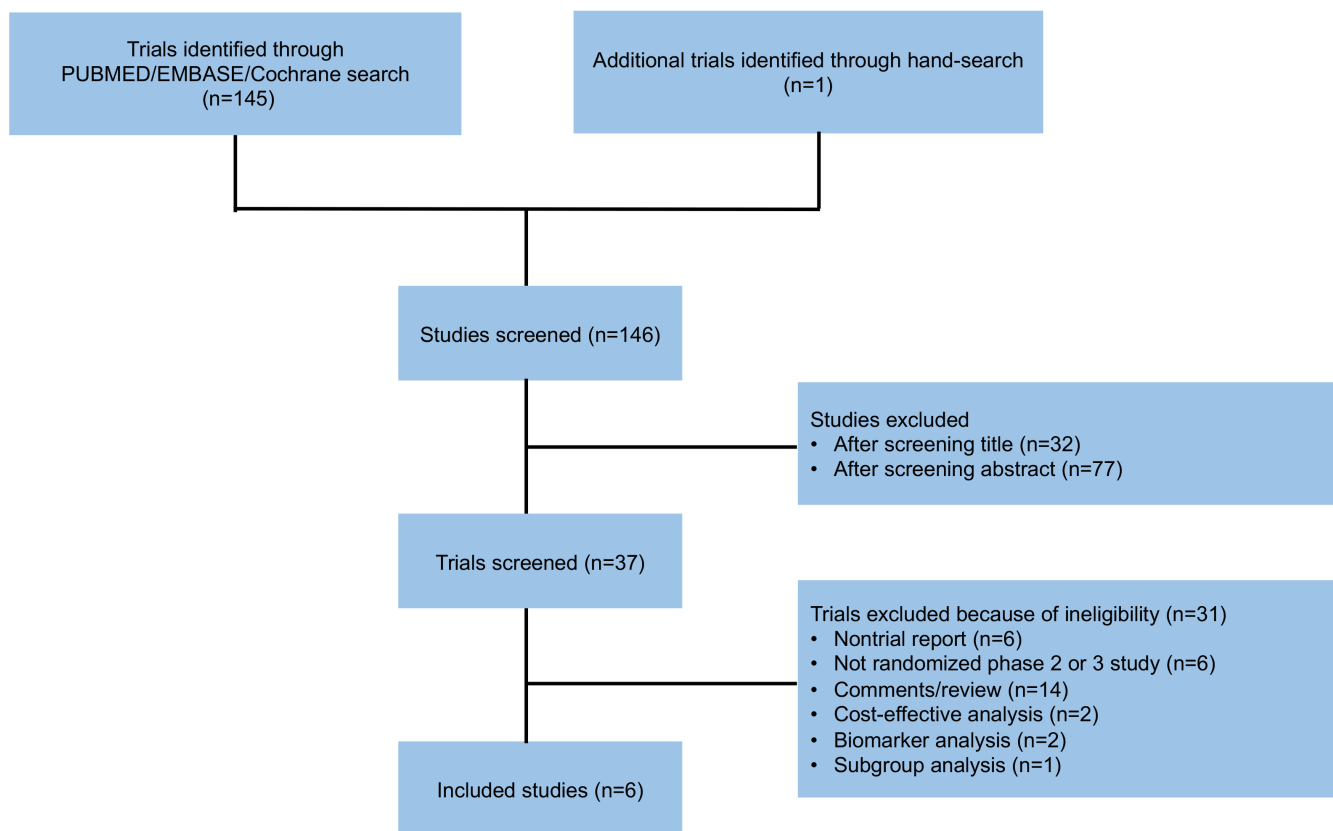 Trials identified through
PUBMED/EMBASE/Cochrane search
(n=145)
Additional trials identified through hand-search
(n=1)
Studies screened (n=146)
Studies excluded
• After screening title (n=32)
• After screening abstract (n=77)
Trials screened (n=37)
Trials excluded because of ineligibility (n=31)
• Nontrial report (n=6)
• Not randomized phase 2 or 3 study (n=6)
• Comments/review (n=14)
• Cost-effective analysis (n=2)
• Biomarker analysis (n=2)
• Subgroup analysis (n=1)
Included studies (n=6)